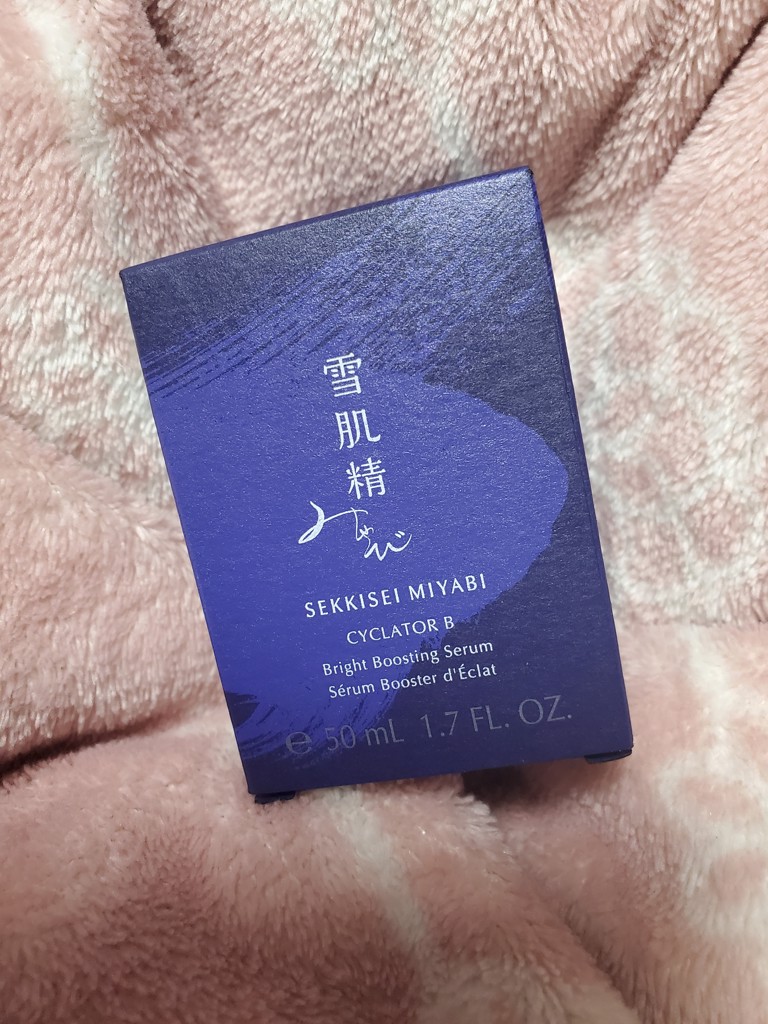 雪肌精
みやび
SEKKISEI MIYABI
CYCLATOR B
Bright Boosting Serum
Sérum Booster d'Éclat
℮ 50 mL 1.7 FL. OZ.